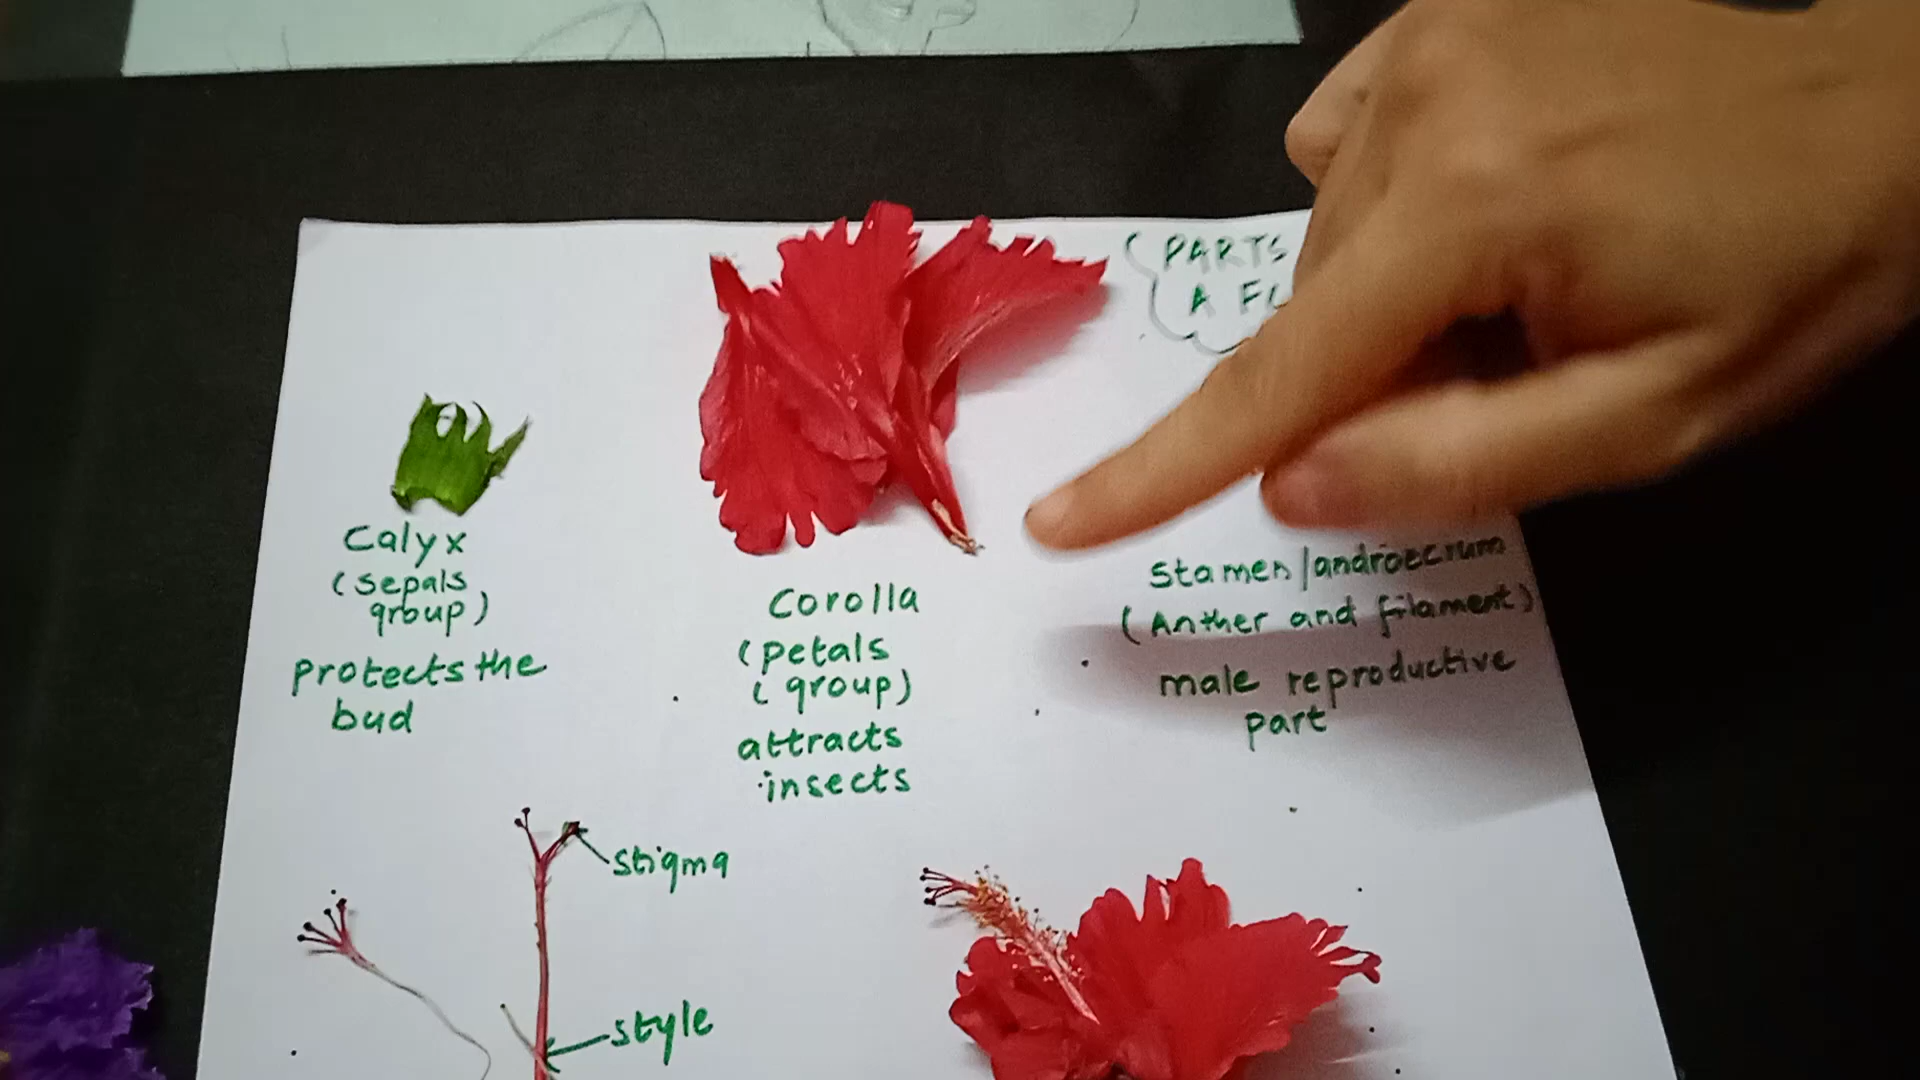 PARTS
A FL
Calyx
(sepals
group)
protects the
bud
Corolla
(petals
( group)
attracts
insects
Stamen/androecium
(Anther and filament)
male reproductive
part
Stigma
Style